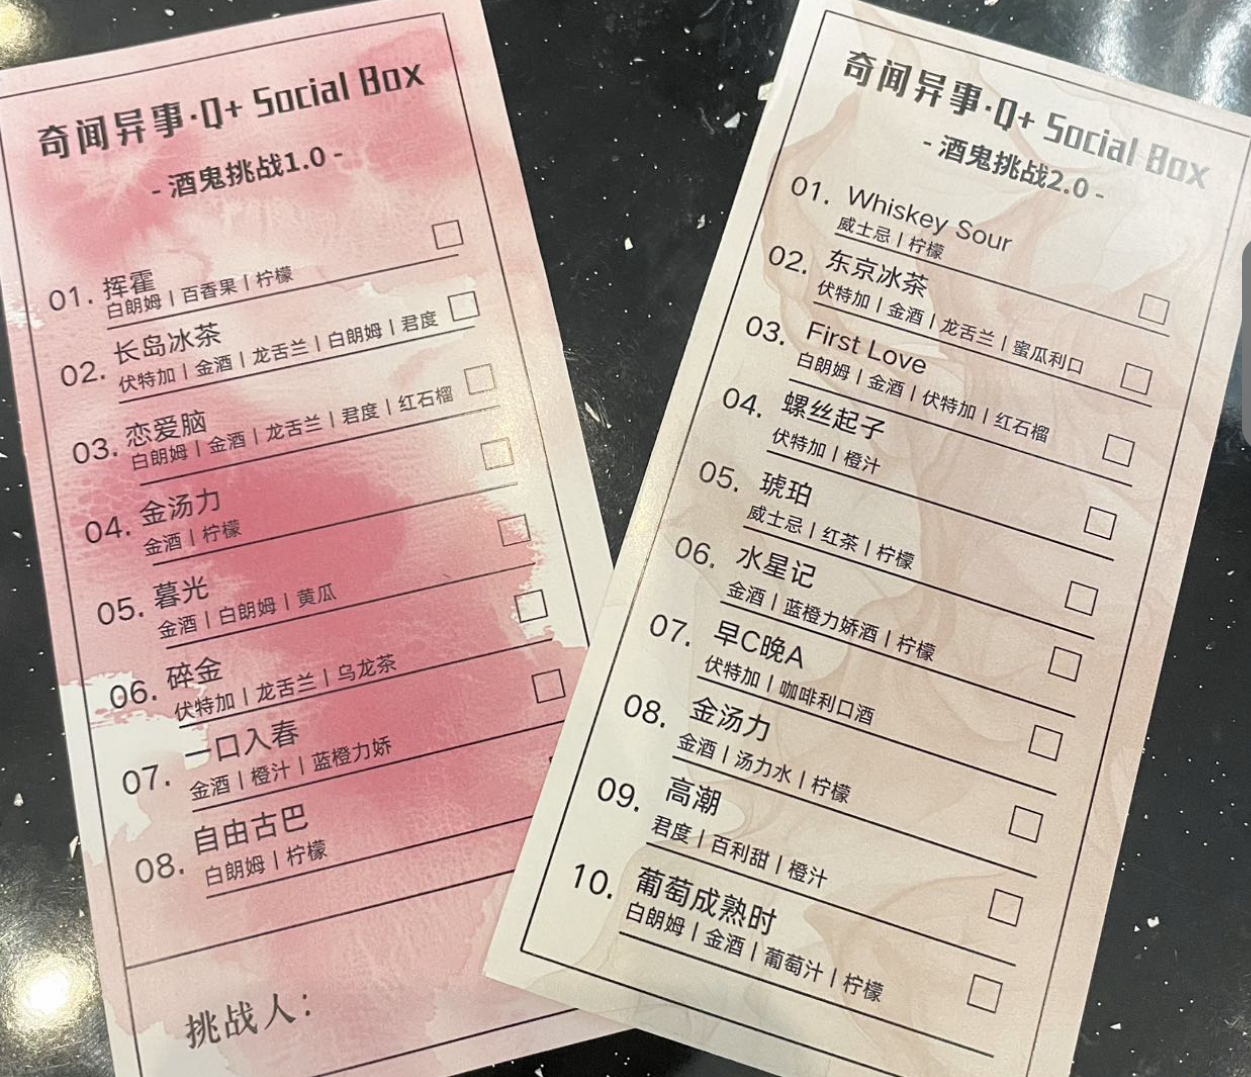 奇闻异事·Q+ Social Box
- 酒鬼挑战1.0 -
01. 挥霍
白朗姆 | 百香果 | 柠檬
02. 长岛冰茶
伏特加 | 金酒 | 龙舌兰 | 白朗姆 | 君度
03. 恋爱脑
白朗姆 | 金酒 | 龙舌兰 | 君度 | 红石榴
04. 金汤力
金酒 | 柠檬
05. 暮光
金酒 | 白朗姆 | 黄瓜
06. 碎金
伏特加 | 龙舌兰 | 乌龙茶
07. 一口入春
金酒 | 橙汁 | 蓝橙力娇
08. 自由古巴
白朗姆 | 柠檬
挑战人：
奇闻异事·Q+ Social Box
- 酒鬼挑战2.0 -
01. Whiskey Sour
威士忌 | 柠檬
02. 东京冰茶
伏特加 | 金酒 | 龙舌兰 | 蜜瓜利口
03. First Love
白朗姆 | 金酒 | 伏特加 | 红石榴
04. 螺丝起子
伏特加 | 橙汁
05. 琥珀
威士忌 | 红茶 | 柠檬
06. 水星记
金酒 | 蓝橙力娇酒 | 柠檬
07. 早C晚A
伏特加 | 咖啡利口酒
08. 金汤力
金酒 | 汤力水 | 柠檬
09. 高潮
君度 | 百利甜 | 橙汁
10. 葡萄成熟时
白朗姆 | 金酒 | 葡萄汁 | 柠檬